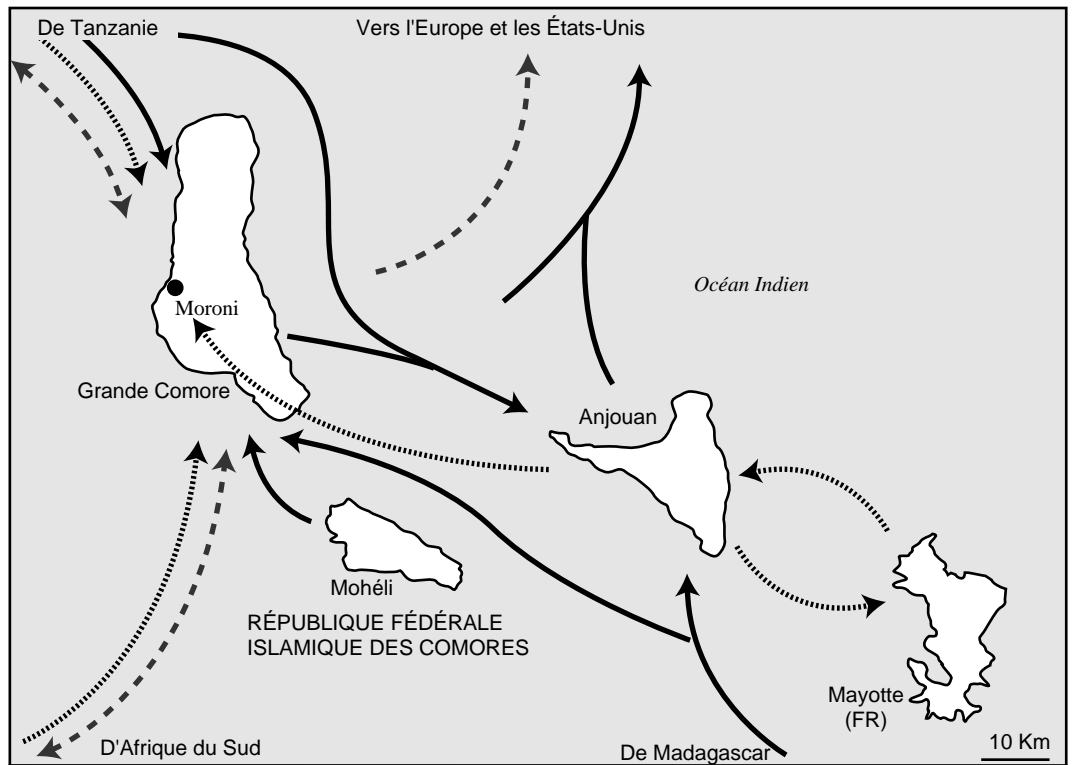 De Tanzanie
Vers l'Europe et les États-Unis
Océan Indien
Moroni
Grande Comore
Anjouan
Mohéli
RÉPUBLIQUE FÉDÉRALE
ISLAMIQUE DES COMORES
Mayotte
(FR)
D'Afrique du Sud
De Madagascar
10 Km